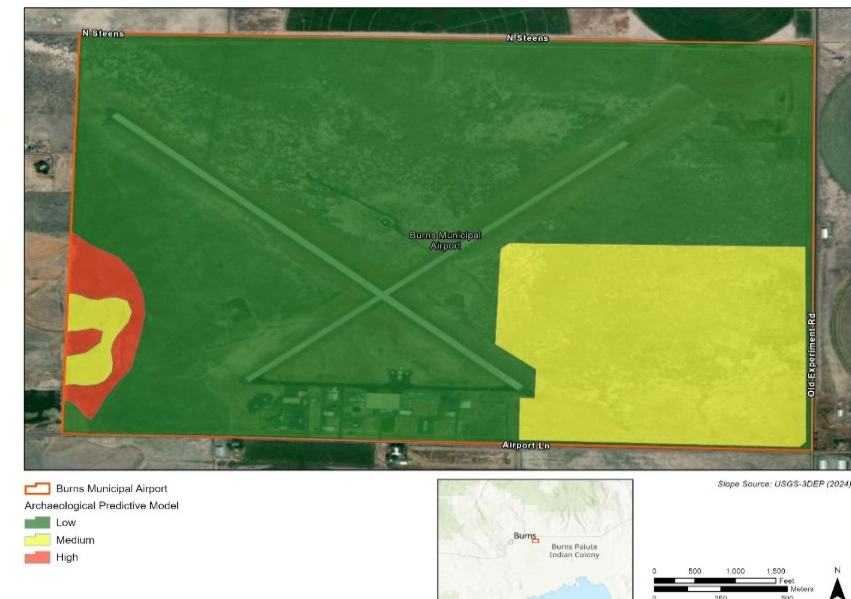 N Steens
N Steens
Burns Municipal
Airport
Old Experiment Rd
Airport Ln
Burns Municipal Airport
Archaeological Predictive Model
Low
Medium
High
Burns
Burns Paiute
Indian Colony
Slope Source: USGS-3DEP (2024)
0 500 1,000 1,500
Feet
Meters
0 250 500
N